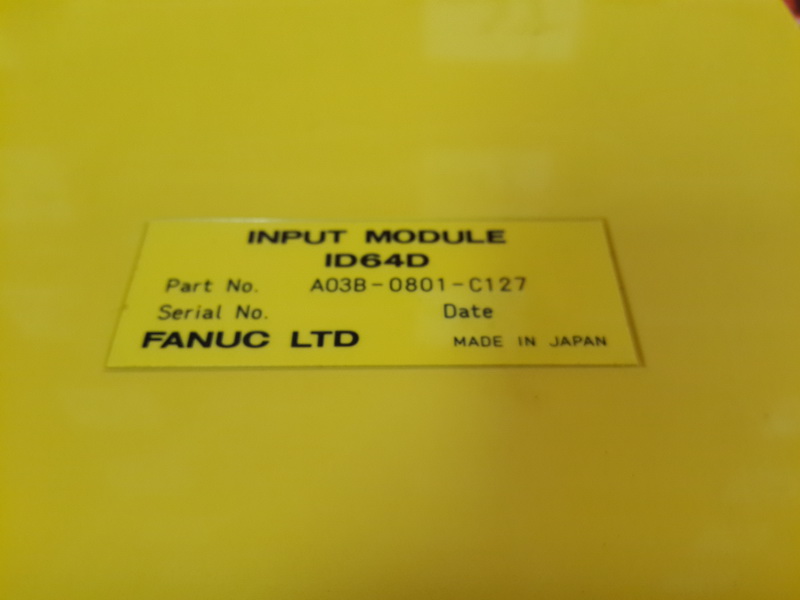 INPUT MODULE
ID64D
Part No. A03B-0801-C127
Serial No. Date
FANUC LTD MADE IN JAPAN